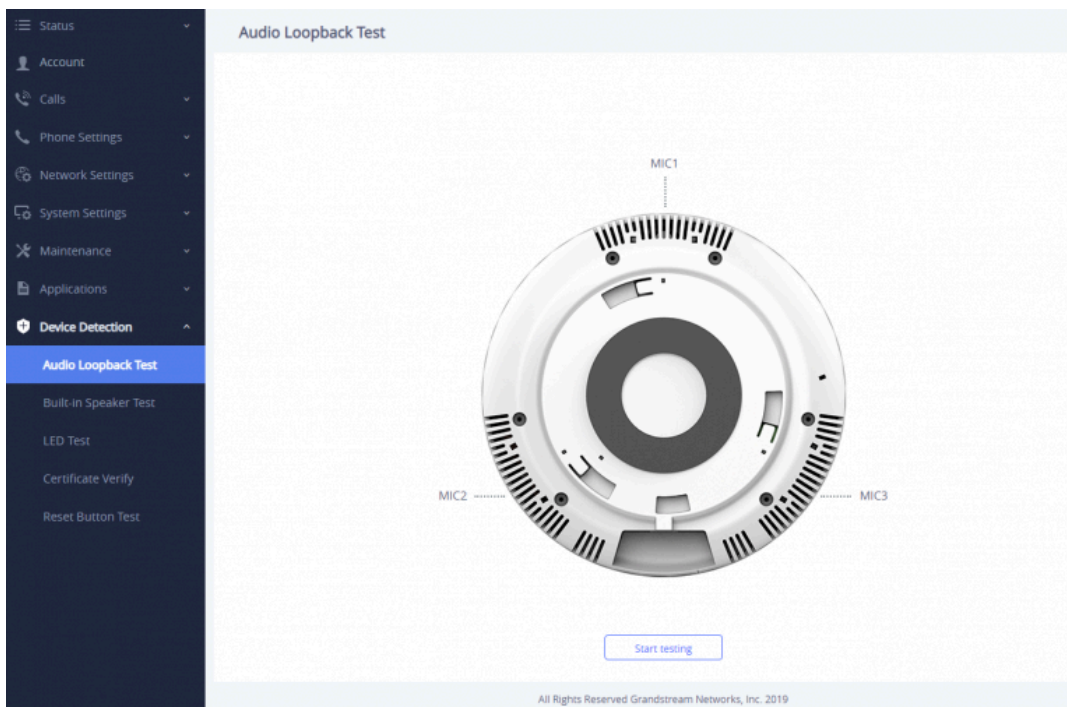 Status
Account
Calls
Phone Settings
Network Settings
System Settings
Maintenance
Applications
Device Detection
Audio Loopback Test
Built-in Speaker Test
LED Test
Certificate Verify
Reset Button Test
Audio Loopback Test
MIC1
MIC2
MIC3
Start testing
All Rights Reserved Grandstream Networks, Inc. 2019